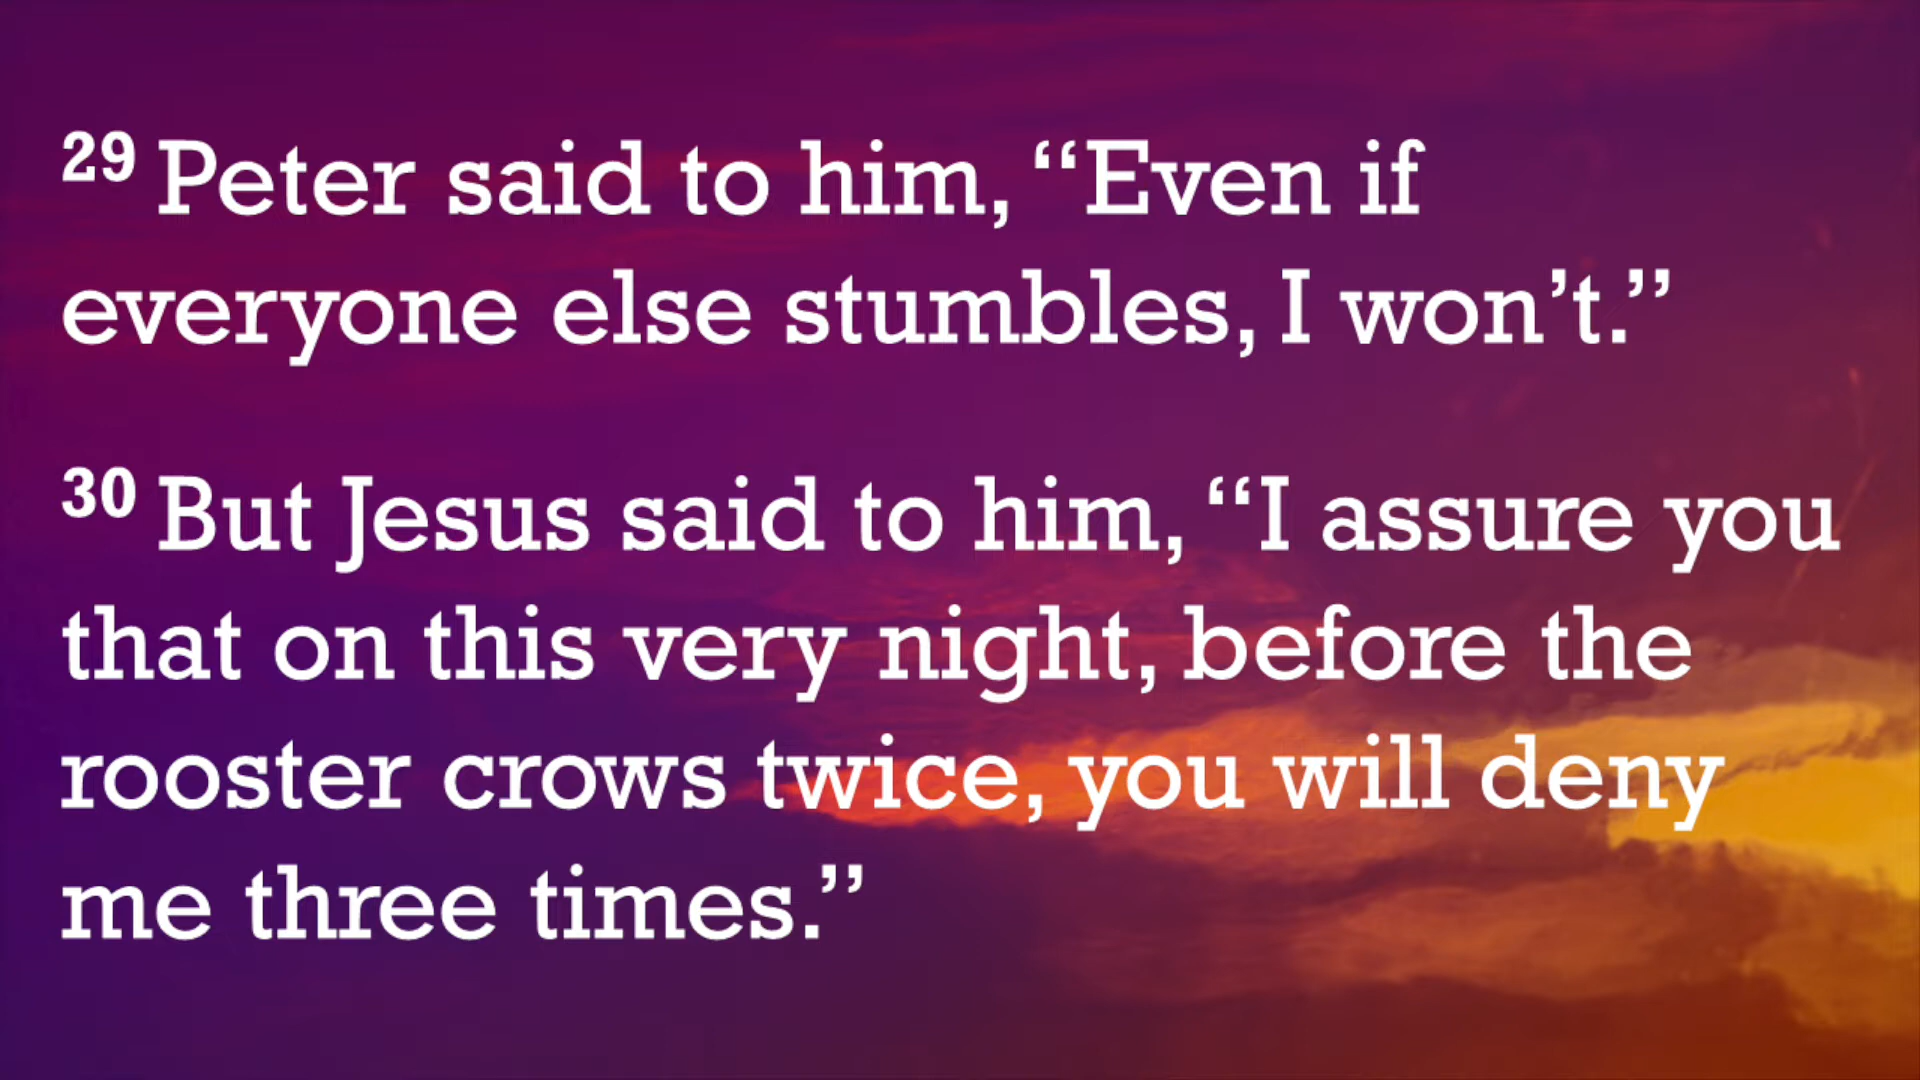 29 Peter said to him, “Even if
everyone else stumbles, I won’t.”
30 But Jesus said to him, “I assure you
that on this very night, before the
rooster crows twice, you will deny
me three times.”